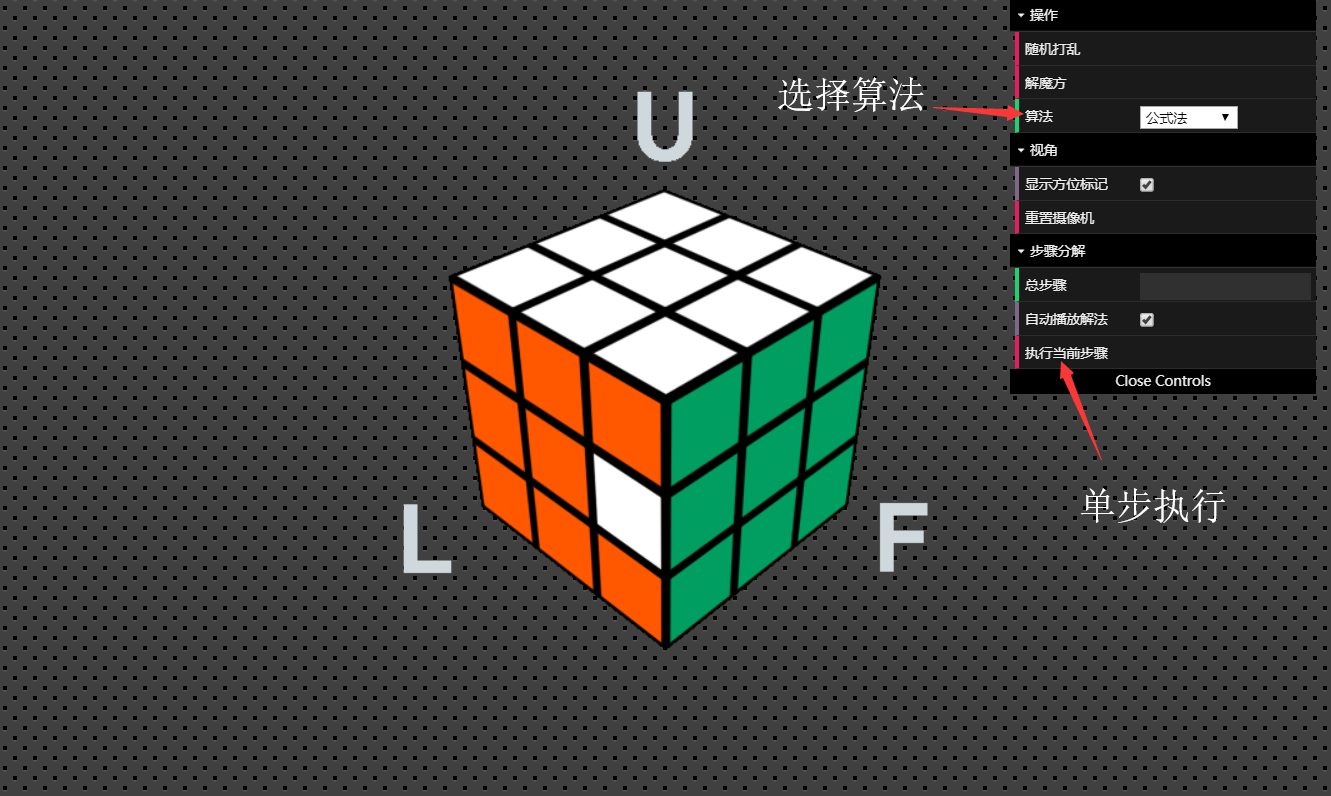 操作
随机打乱
解魔方
选择算法
算法
公式法
U
视角
显示方位标记
重置摄像机
步骤分解
总步骤
自动播放解法
执行当前步骤
Close Controls
单步执行
L
F